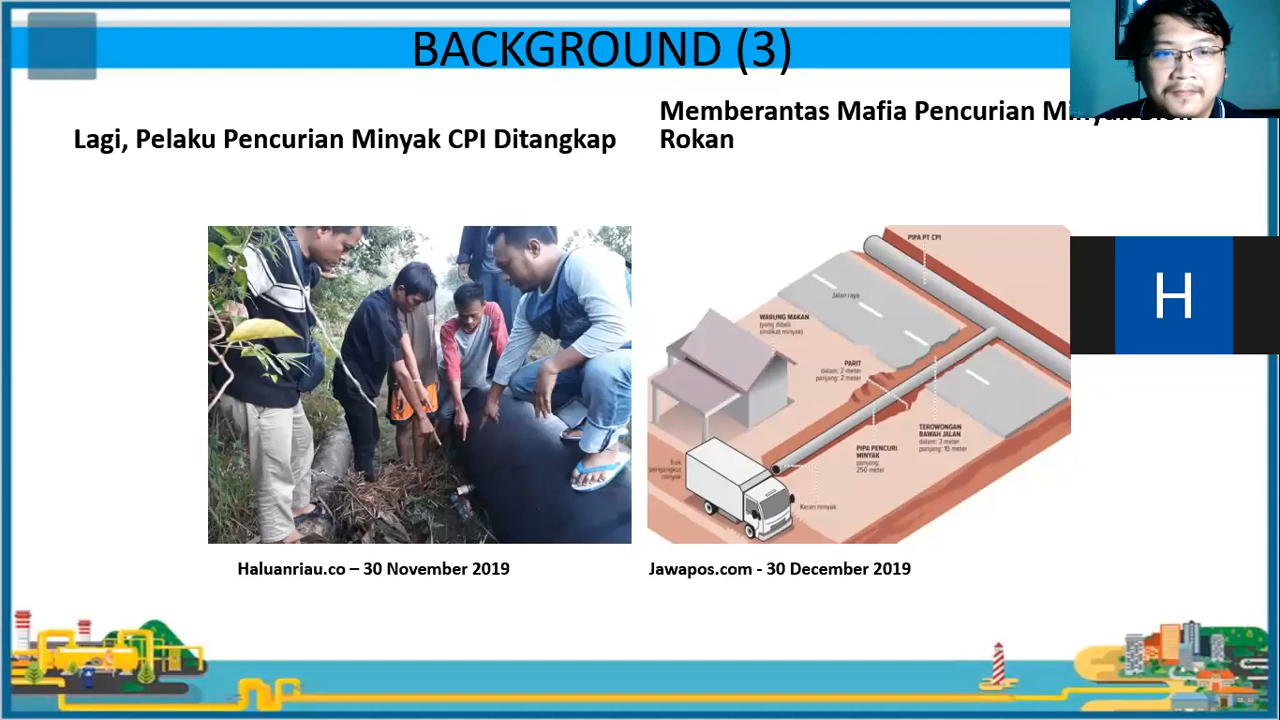 BACKGROUND (3)
Lagi, Pelaku Pencurian Minyak CPI Ditangkap
Memberantas Mafia Pencurian Minyak Blok
Rokan
H
PIPA PT CPI
Jalan raya
WARUNG MAKAN
(yang dibeli
sindikat minyak)
PARIT
dalam: 2 meter
panjang: 2 meter
TEROWONGAN
BAWAH JALAN
dalam: 2 meter
panjang: 10 meter
PIPA PENCURI
MINYAK
panjang:
250 meter
Truk
pengangkut
minyak
Keran minyak
Haluanriau.co – 30 November 2019
Jawapos.com - 30 December 2019